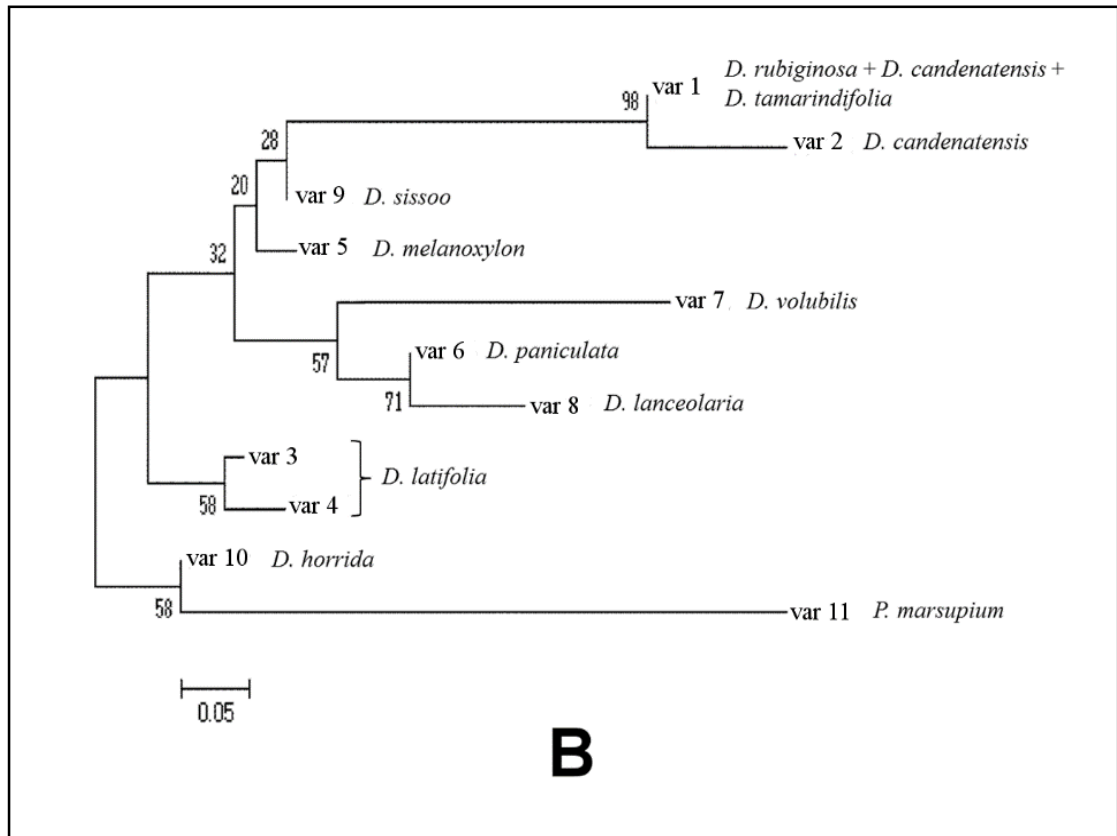 D. rubiginosa + D. candenatensis +
var 1 D. tamarindifolia
98
var 2 D. candenatensis
28
20
var 9 D. sissoo
32
var 5 D. melanoxylon
var 7 D. volubilis
var 6 D. paniculata
57
71
var 8 D. lanceolaria
var 3
D. latifolia
58
var 4
var 10 D. horrida
58
var 11 P. marsupium
0.05
B